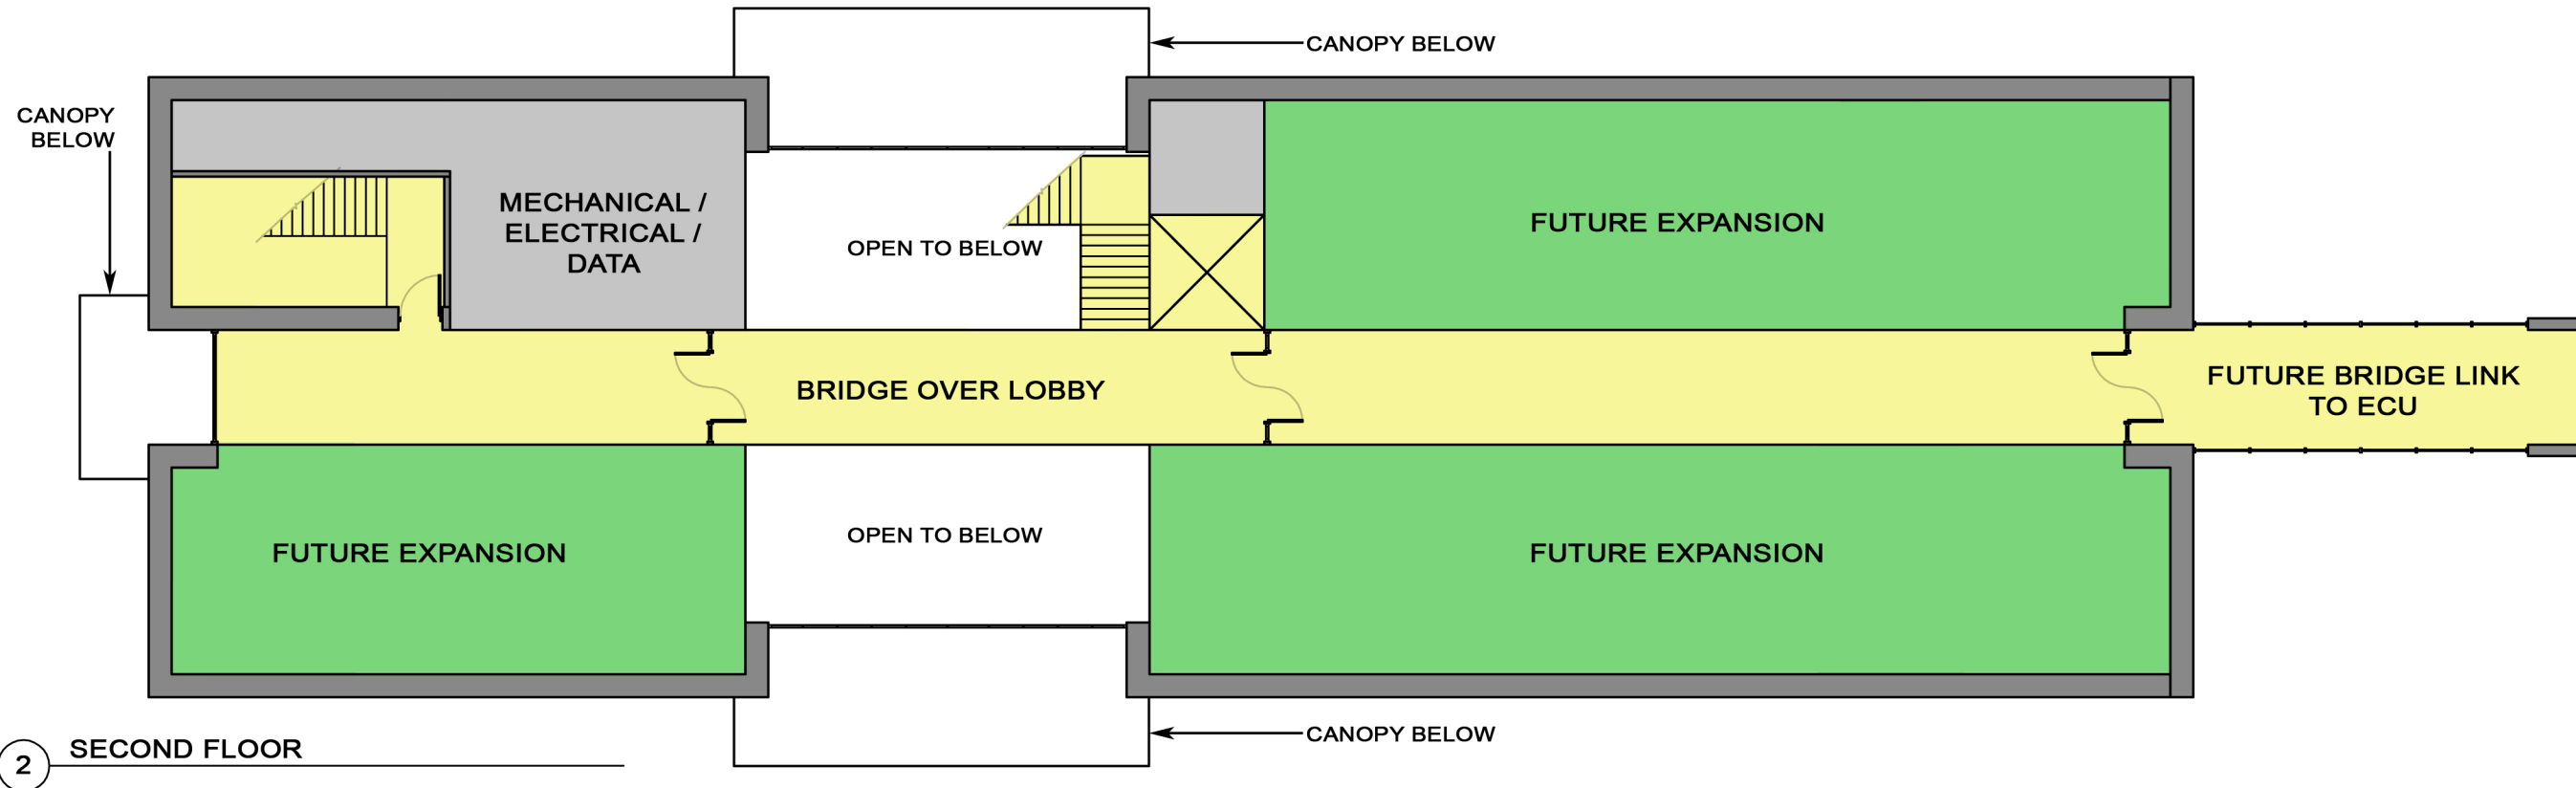 CANOPY BELOW
CANOPY
BELOW
MECHANICAL /
ELECTRICAL /
DATA
OPEN TO BELOW
FUTURE EXPANSION
BRIDGE OVER LOBBY
FUTURE BRIDGE LINK
TO ECU
FUTURE EXPANSION
OPEN TO BELOW
FUTURE EXPANSION
CANOPY BELOW
2 SECOND FLOOR